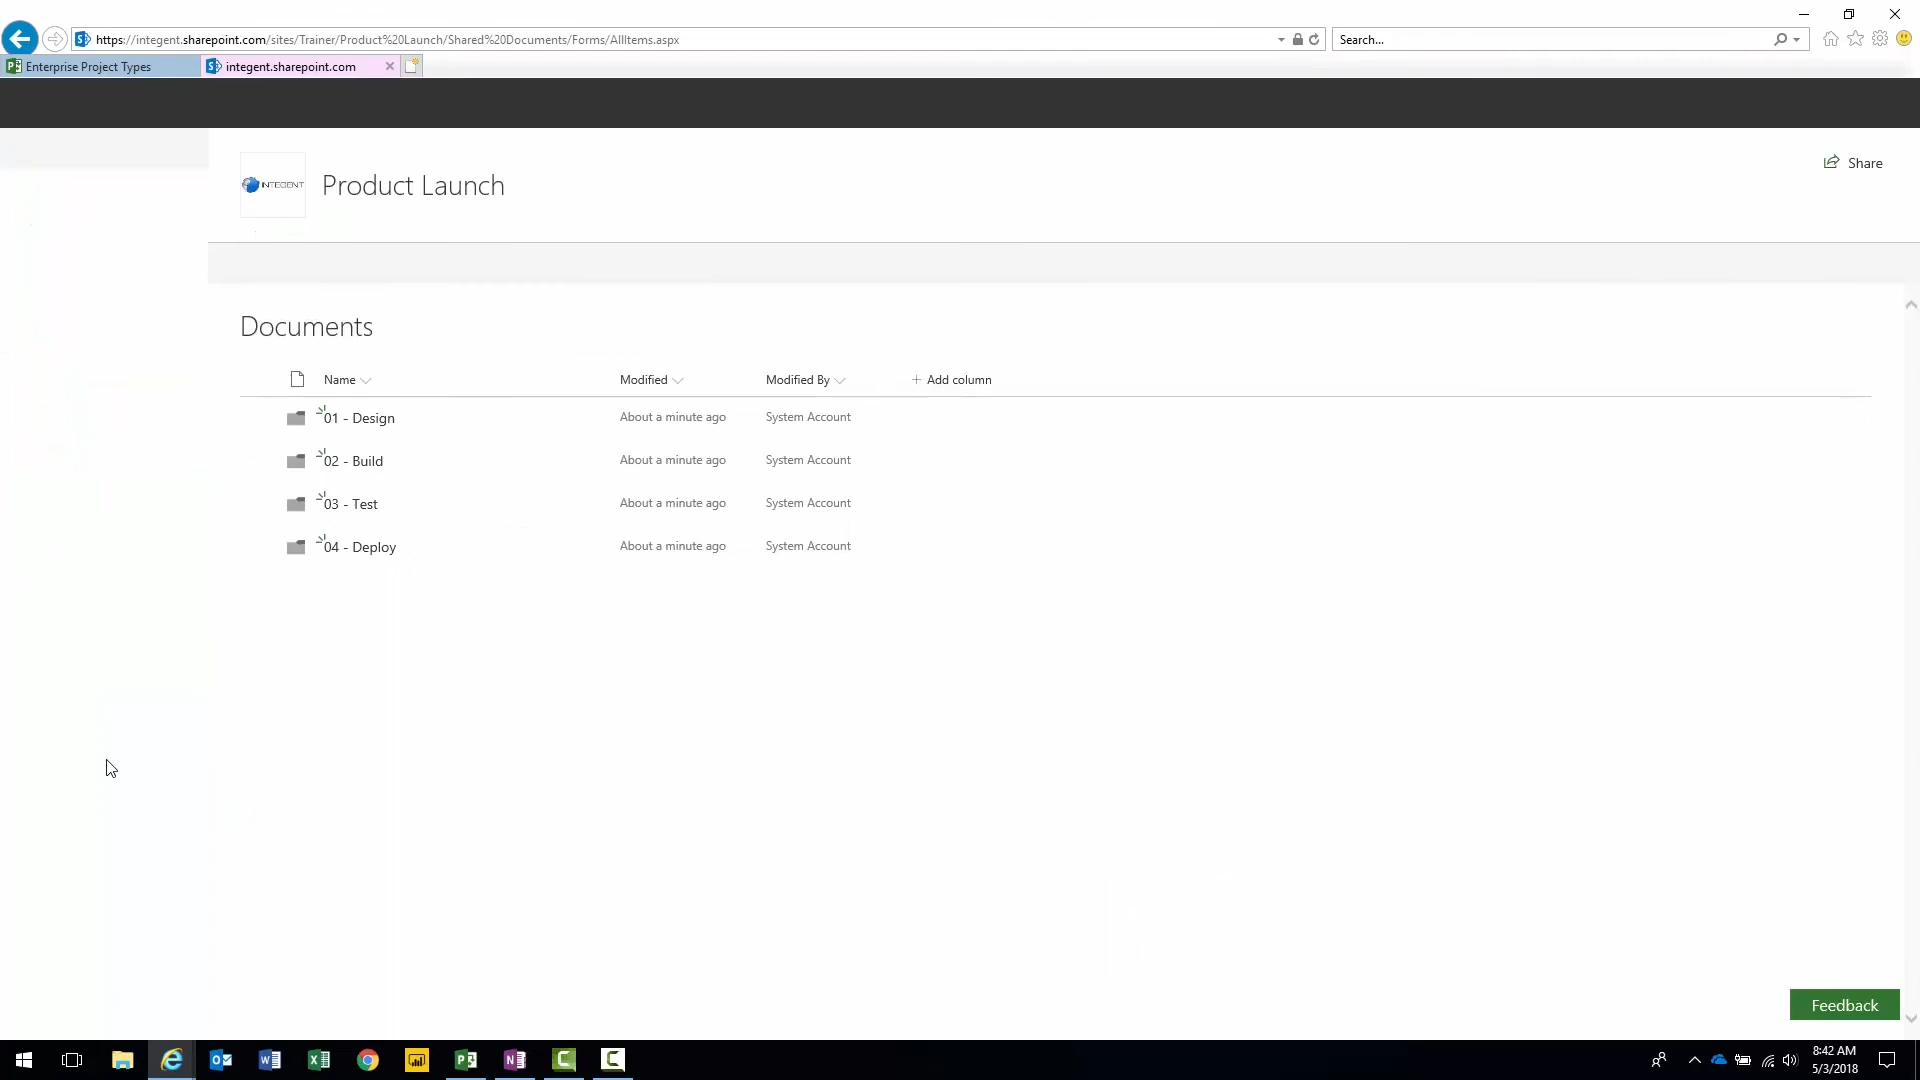 https://integent.sharepoint.com/sites/Trainer/Product%20Launch/Shared%20Documents/Forms/AllItems.aspx
Search...
Enterprise Project Types
integent.sharepoint.com
INTEGENT
Product Launch
Share
Documents
Name
Modified
Modified By
Add column
01 - Design
About a minute ago
System Account
02 - Build
About a minute ago
System Account
03 - Test
About a minute ago
System Account
04 - Deploy
About a minute ago
System Account
Feedback
8:42 AM
5/3/2018